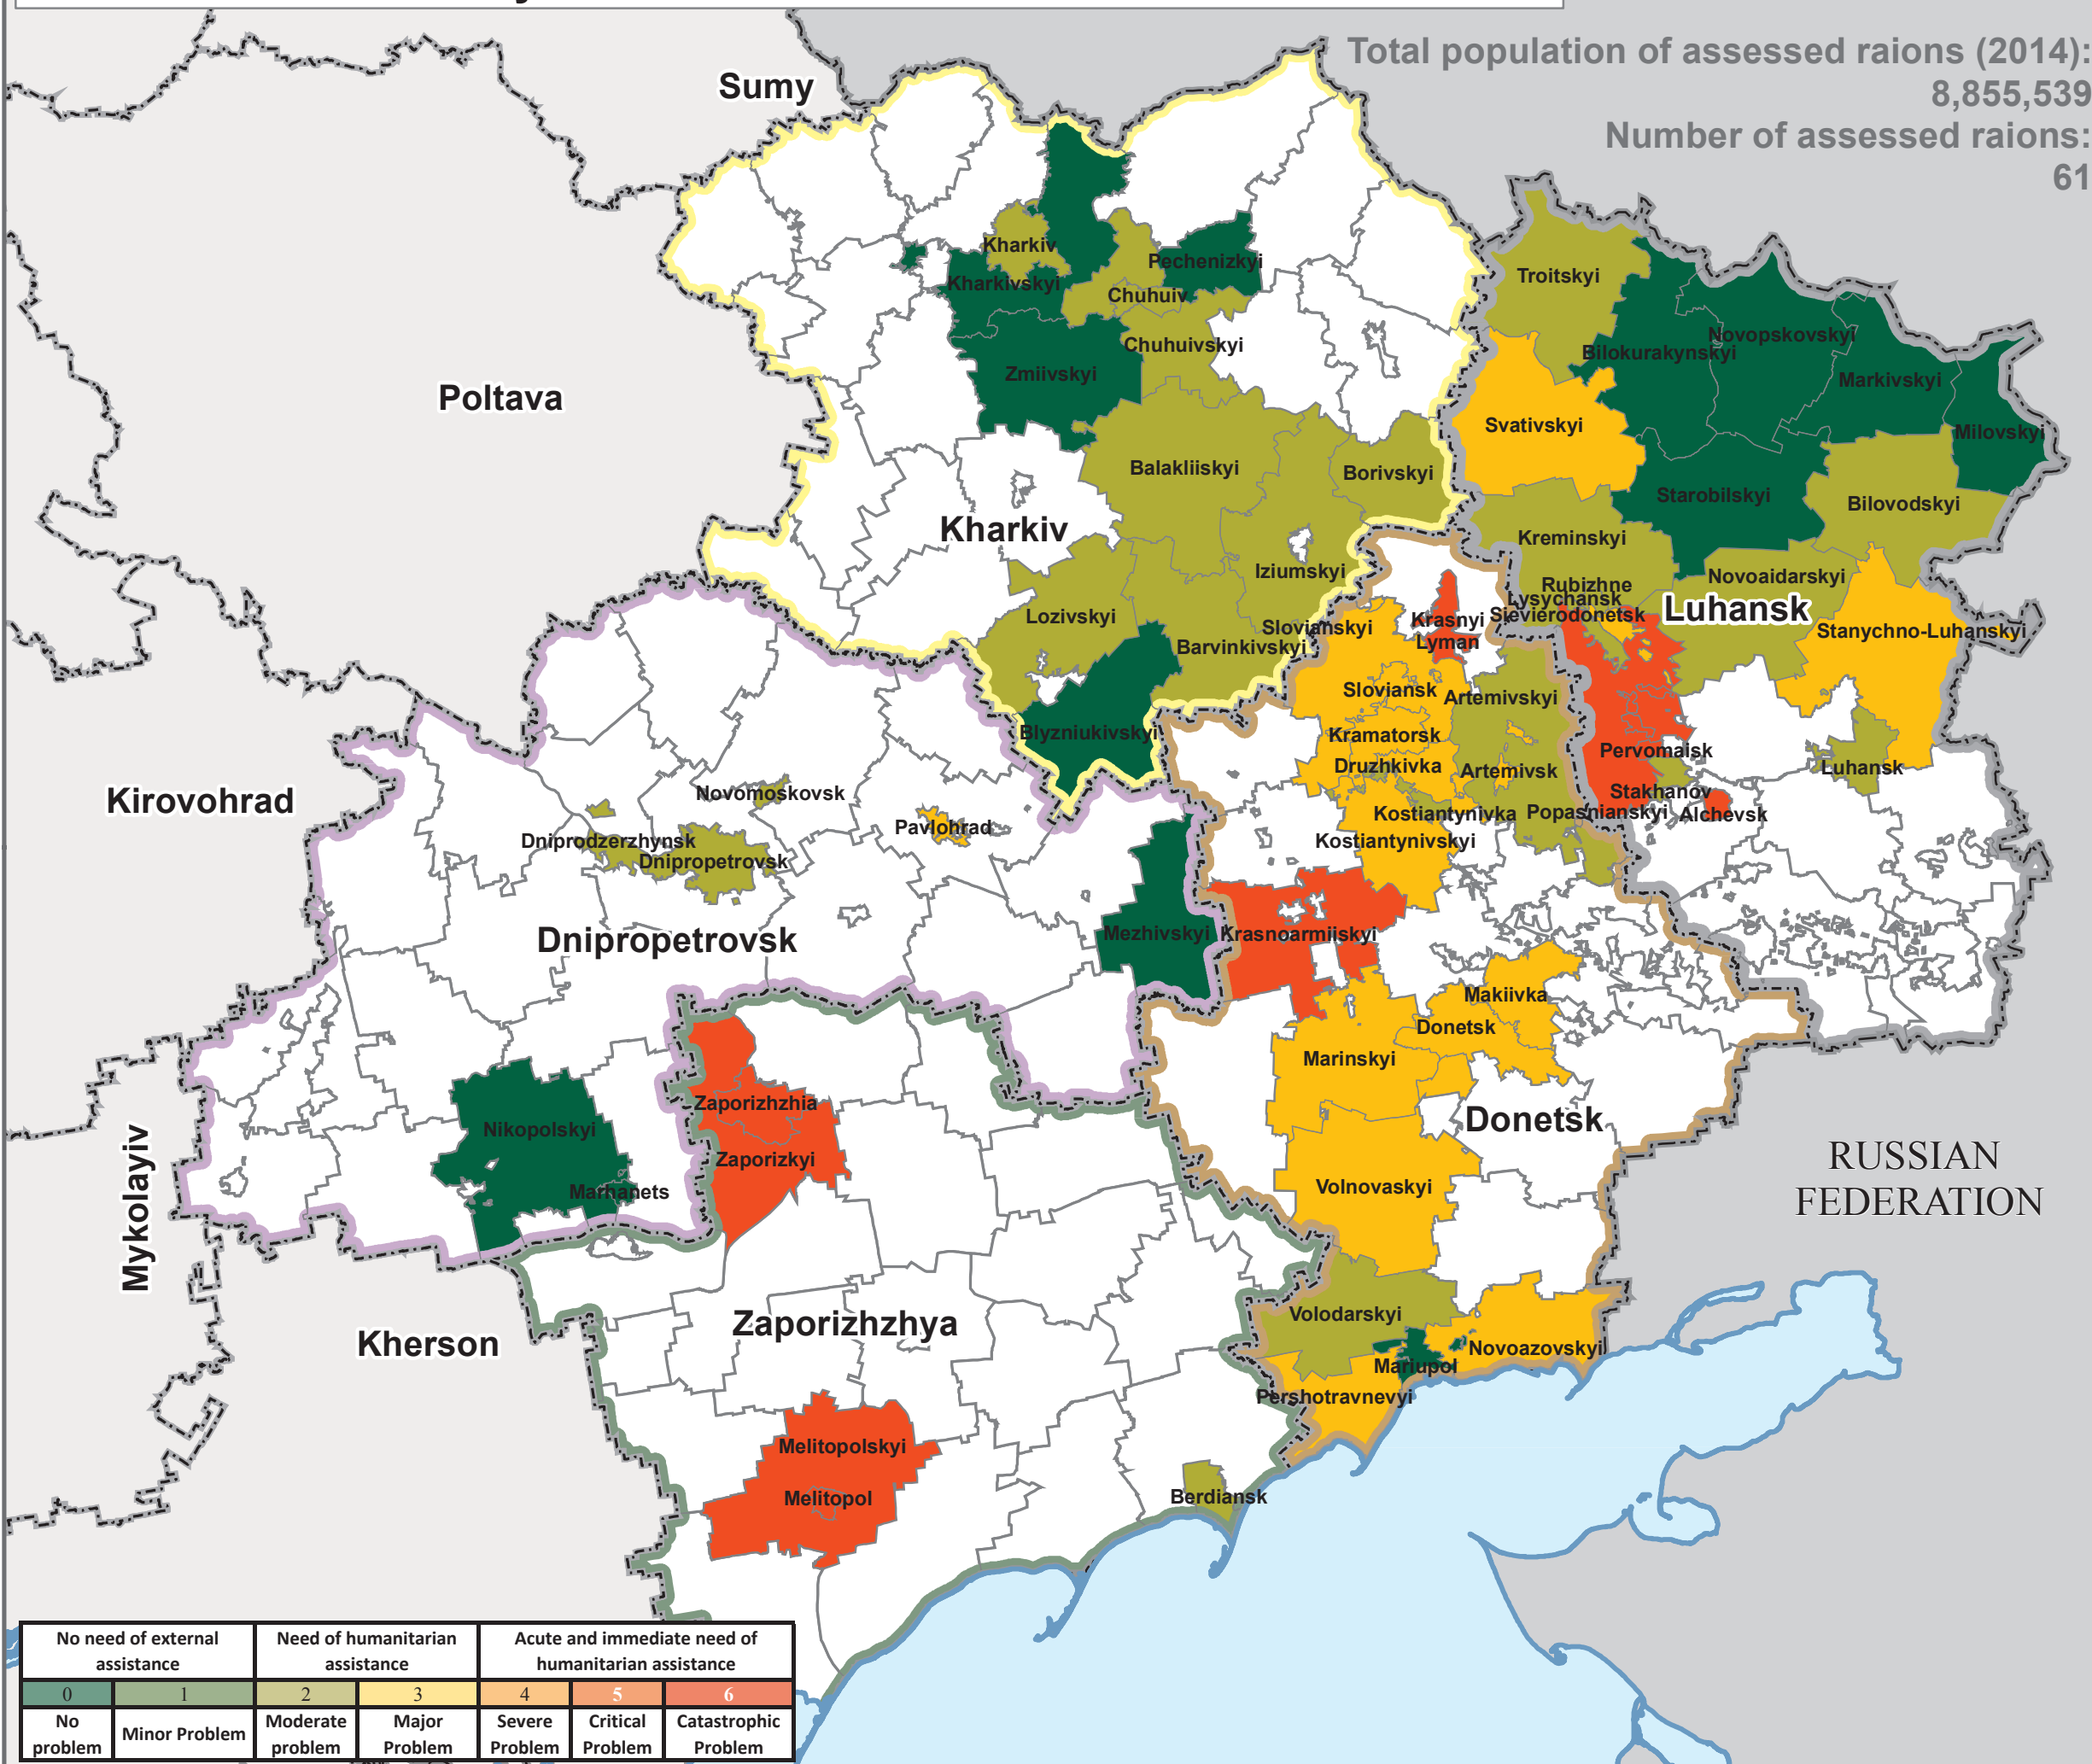 Total population of assessed raions (2014):
8,855,539
Number of assessed raions:
61
Sumy
Kharkiv
Pechenizkyi
Kharkivskyi
Chuhuiv
Chuhuivskyi
Zmiivskyi
Troitskyi
Novopskovskyi
Bilokurakynskyi
Markivskyi
Svativskyi
Milovskyi
Poltava
Balakliiskyi
Borivskyi
Starobilskyi
Bilovodskyi
Kharkiv
Kreminskyi
Iziumskyi
Novoaidarskyi
Rubizhne
Lysychansk
Sievierodonetsk
Luhansk
Lozivskyi
Slovianskyi
Krasnyi
Lyman
Stanychno-Luhanskyi
Barvinkivskyi
Sloviansk
Artemivskyi
Blyzniukivskyi
Kramatorsk
Pervomaisk
Druzhkivka
Artemivsk
Luhansk
Kirovohrad
Novomoskovsk
Stakhanov
Pavlohrad
Kostiantynivka
Popasnianskyi
Alchevsk
Dniprodzerzhynsk
Dnipropetrovsk
Kostiantynivskyi
Dnipropetrovsk
Mezhivskyi
Krasnoarmiiskyi
Makiivka
Donetsk
Marinskyi
Zaporizhzhia
Nikopolskyi
Donetsk
Zaporizkyi
RUSSIAN
FEDERATION
Marhanets
Volnovaskyi
Mykolayiv
Volodarskyi
Zaporizhzhya
Kherson
Novoazovskyi
Mariupol
Pershotravnevyi
Melitopolskyi
Melitopol
Berdiansk
No need of external
assistance
Need of humanitarian
assistance
Acute and immediate need of
humanitarian assistance
0 1 2 3 4 5 6
No
problem
Minor Problem
Moderate
problem
Major
Problem
Severe
Problem
Critical
Problem
Catastrophic
Problem